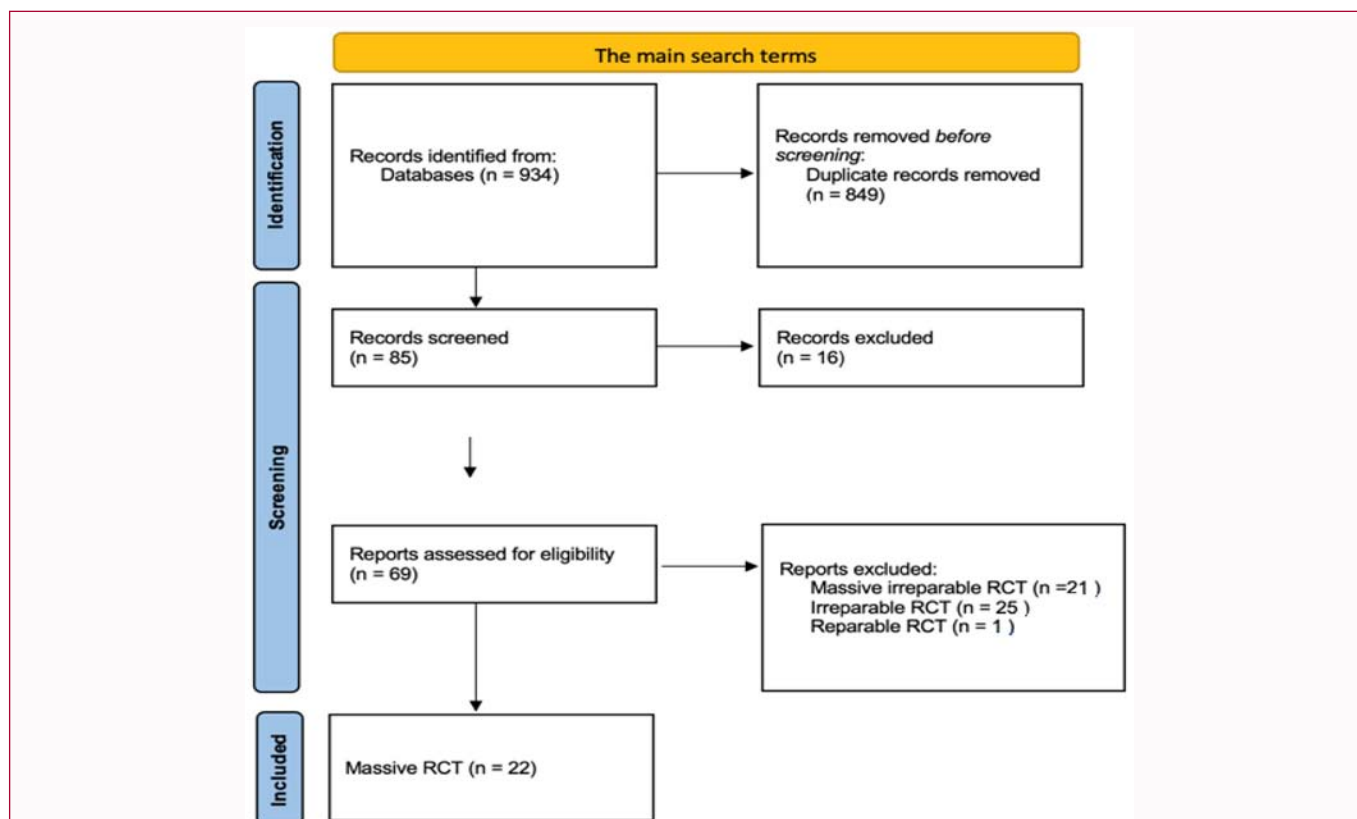 The main search terms
Identification
Records identified from:
Databases (n = 934)
Records removed before
screening:
Duplicate records removed
(n = 849)
Screening
Records screened
(n = 85)
Records excluded
(n = 16)
Reports assessed for eligibility
(n = 69)
Reports excluded:
Massive irreparable RCT (n =21 )
Irreparable RCT (n = 25 )
Reparable RCT (n = 1 )
Included
Massive RCT (n = 22)